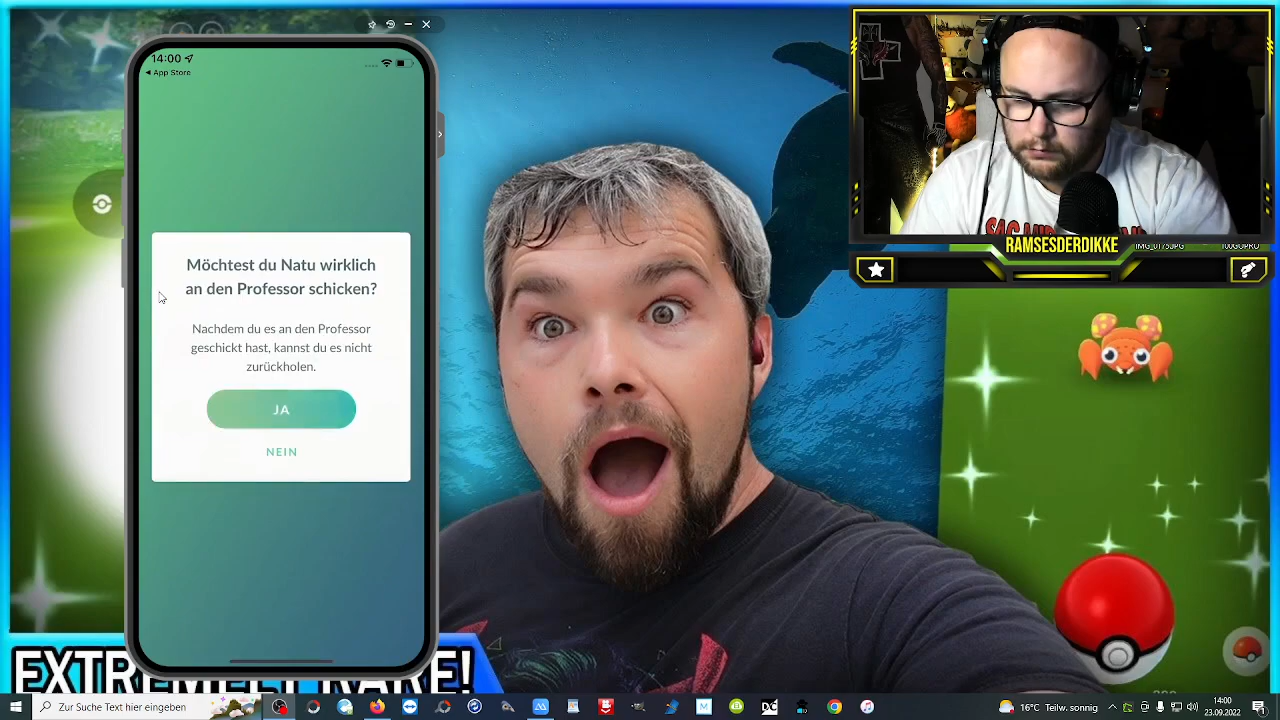 14:00
App Store
Möchtest du Natu wirklich
an den Professor schicken?
Nachdem du es an den Professor
geschickt hast, kannst du es nicht
zurückholen.
JA
NEIN
RAMSESDERDIKKE
100GOPRO
Zur Suche Text hier eingeben
16°C Teilw. sonnig
14:00
23.09.2022